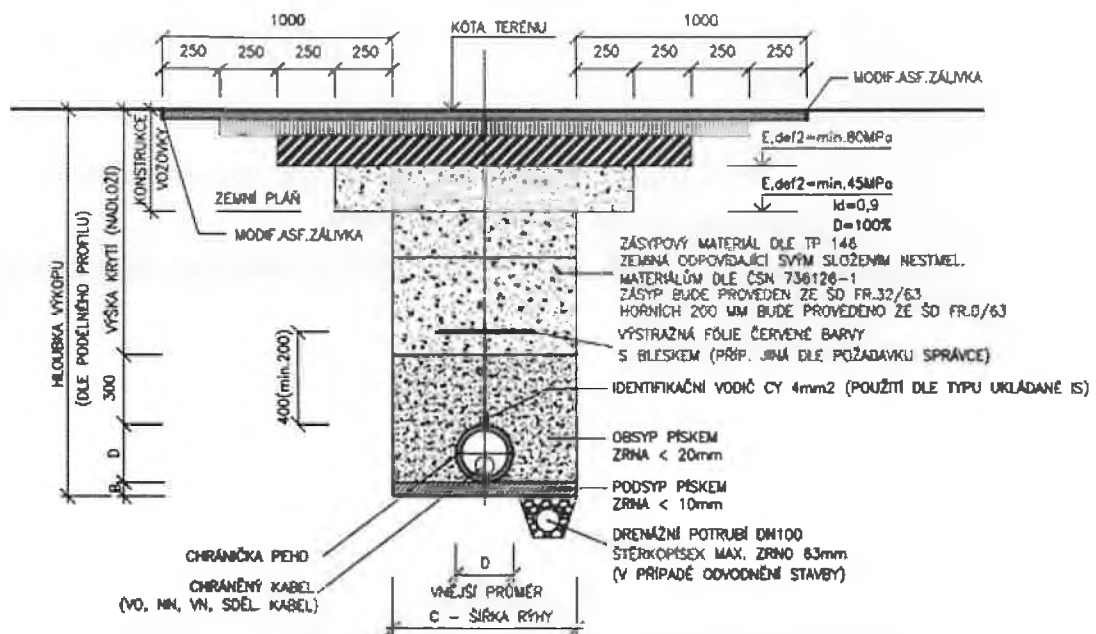 1000
KÓTA TERÉNU
1000
250 250 250 250
250 250 250 250
MODIF.ASF.ZÁLIVKA
HLOUBKA VÝKOPU
(DLE PODÉLNÉHO PROFILU)
VÝŠKA KRYTÍ (NADLOŽÍ)
KONSTRUKCE
VOZOVKY
E,def2=min.80MPa
ZEMNÍ PLÁŇ
E,def2=min.45MPa
Id=0,9
D=100%
MODIF.ASF.ZÁLIVKA
ZÁSYPOVÝ MATERIÁL DLE TP 146
ZEMINA ODPOVÍDAJÍCÍ SVÝM SLOŽENÍM NESTMEL.
MATERIÁLŮM DLE ČSN 736126-1
ZÁSYP BUDE PROVEDEN ZE ŠD FR.32/63
HORNÍCH 200 MM BUDE PROVEDENO ZE ŠD FR.0/63
VÝSTRAŽNÁ FÓLIE ČERVENÉ BARVY
S BLESKEM (PŘÍP. JINÁ DLE POŽADAVKU SPRÁVCE)
400(min.200)
300
IDENTIFIKAČNÍ VODIČ CY 4mm2 (POUŽITÍ DLE TYPU UKLÁDANÉ IS)
D
OBSYP PÍSKEM
ZRNA < 20mm
B
PODSYP PÍSKEM
ZRNA < 10mm
DRENÁŽNÍ POTRUBÍ DN100
ŠTĚRKOPÍSEK MAX. ZRNO 63mm
(V PŘÍPADĚ ODVODNĚNÍ STAVBY)
CHRÁNIČKA PEHD
CHRÁNĚNÝ KABEL
(VO, NN, VN, SDĚL. KABEL)
D
VNĚJŠÍ PRŮMĚR
C - ŠÍŘKA RÝHY